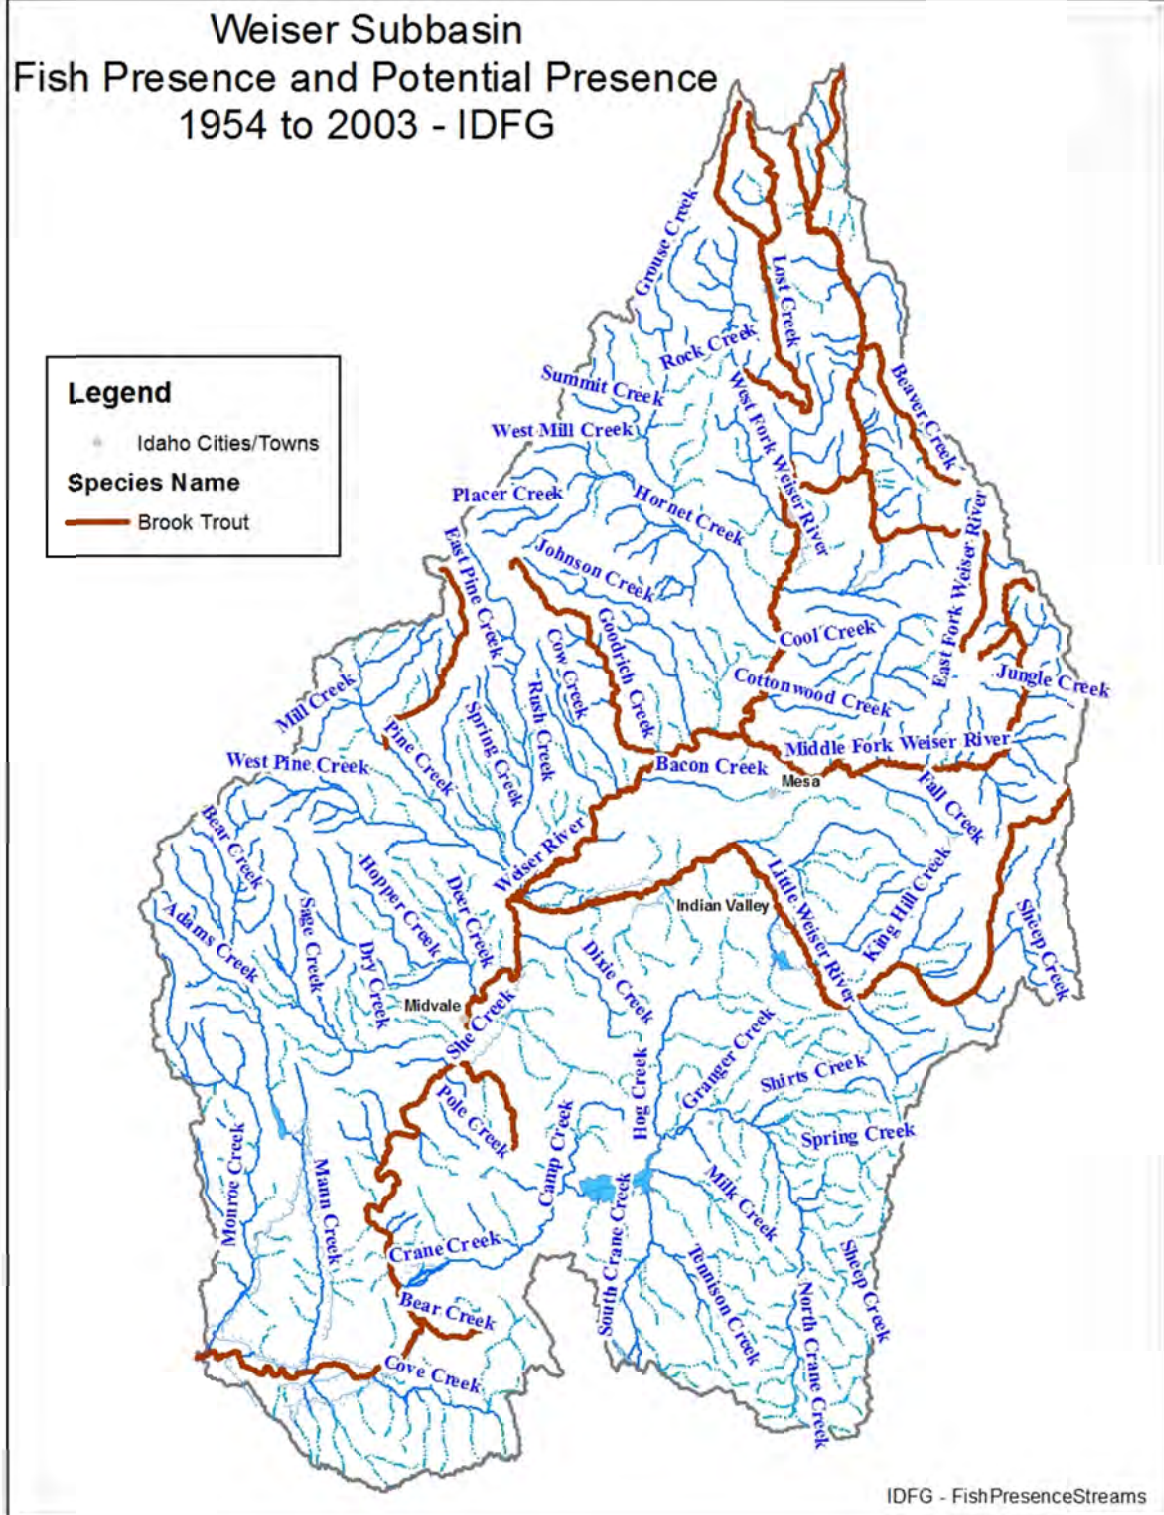 Weiser Subbasin
Fish Presence and Potential Presence
1954 to 2003 - IDFG
Legend
Idaho Cities/Towns
Species Name
Brook Trout
Grouse Creek
Lost Creek
Rock Creek
Summit Creek
Beaver Creek
West Fork Weiser River
West Mill Creek
Placer Creek
Hornet Creek
East Pine Creek
Johnson Creek
East Fork Weiser River
Goodrich Creek
Cow Creek
Cool Creek
Cottonwood Creek
Jungle Creek
Mill Creek
Rush Creek
Spring Creek
Pine Creek
Middle Fork Weiser River
West Pine Creek
Bacon Creek
Mesa
Fall Creek
Bear Creek
Weiser River
Hopper Creek
Deer Creek
Little Weiser River
King Hill Creek
Indian Valley
Sheep Creek
Adams Creek
Sage Creek
Dry Creek
Dixie Creek
Midvale
She Creek
Granger Creek
Hog Creek
Shirts Creek
Pole Creek
Camp Creek
Spring Creek
Monroe Creek
Mann Creek
Milk Creek
South Crane Creek
Crane Creek
Tennison Creek
Sheep Creek
Bear Creek
North Crane Creek
Cove Creek
IDFG - FishPresenceStreams